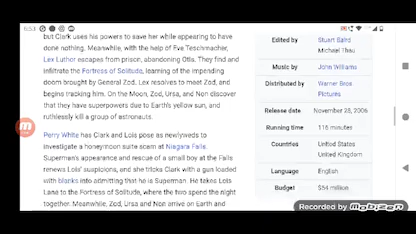 5:53
but Clark uses his powers to save her while appearing to have
done nothing. Meanwhile, with the help of Eve Teschmacher,
Lex Luther escapes from prison, abandoning Otis. They find and
infiltrate the Fortress of Solitude, learning of the impending
doom brought by General Zod. Lex resolves to meet Zod, and
begins tracking him. On the Moon, Zod, Ursa, and Non discover
that they have superpowers due to Earth's yellow sun, and
ruthlessly kill a group of astronauts.
Perry White has Clark and Lois pose as newlyweds to
investigate a honeymoon suite scam at Niagara Falls.
Superman's appearance and rescue of a small boy at the Falls
renews Lois' suspicions, and she tricks Clark with a gun loaded
with blanks into admitting that he is Superman. He takes Lois
Lane to the Fortress of Solitude, where the two spend the night
together. Meanwhile, Zod, Ursa and Non arrive on Earth and
Edited by Stuart Baird
Michael Thau
Music by John Williams
Distributed by Warner Bros.
Pictures
Release date November 28, 2006
Running time 116 minutes
Countries United States
United Kingdom
Language English
Budget $54 million
Recorded by Mobizen